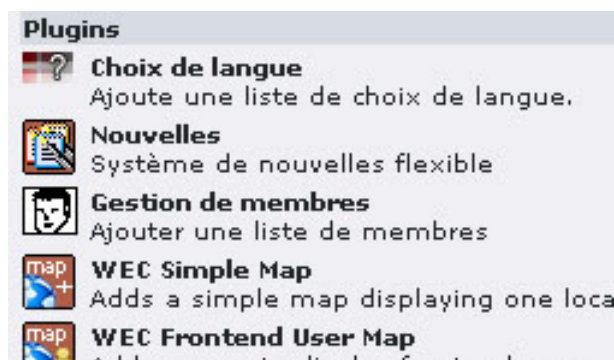 Plugins
Choix de langue
Ajoute une liste de choix de langue.
Nouvelles
Système de nouvelles flexible
Gestion de membres
Ajouter une liste de membres
map
WEC Simple Map
Adds a simple map displaying one loca
map
WEC Frontend User Map